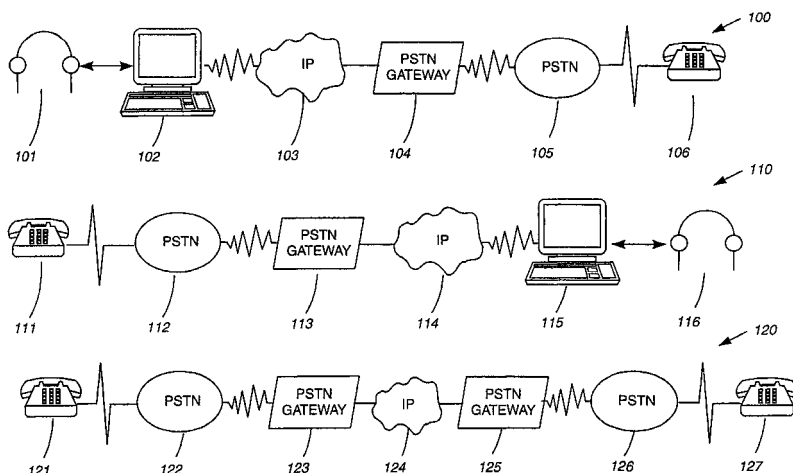 100
IP
PSTN
GATEWAY
PSTN
101
102
103
104
105
106
110
PSTN
PSTN
GATEWAY
IP
111
112
113
114
115
116
120
PSTN
PSTN
GATEWAY
IP
PSTN
GATEWAY
PSTN
121
122
123
124
125
126
127